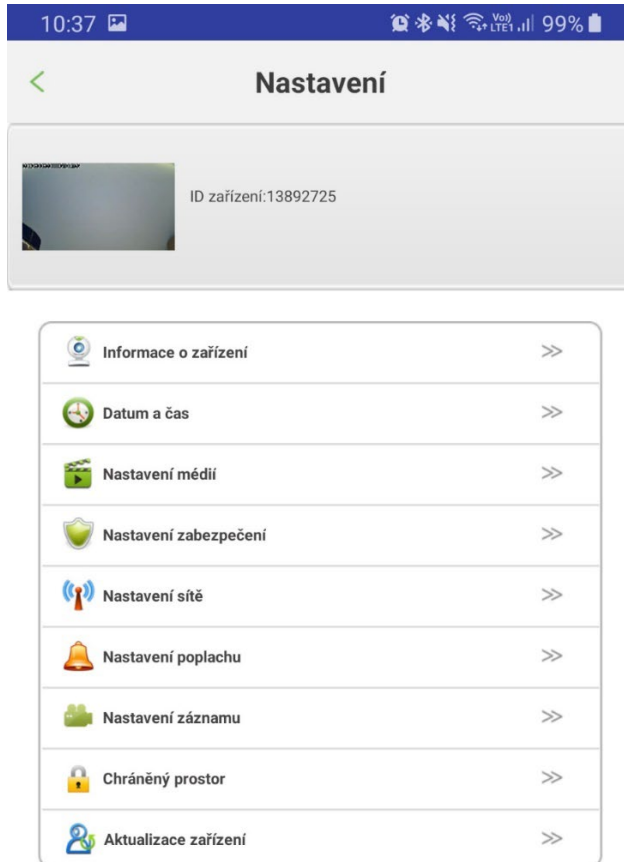 10:37 99%
Nastavení
ID zařízení:13892725
Informace o zařízení
Datum a čas
Nastavení médií
Nastavení zabezpečení
Nastavení sítě
Nastavení poplachu
Nastavení záznamu
Chráněný prostor
Aktualizace zařízení